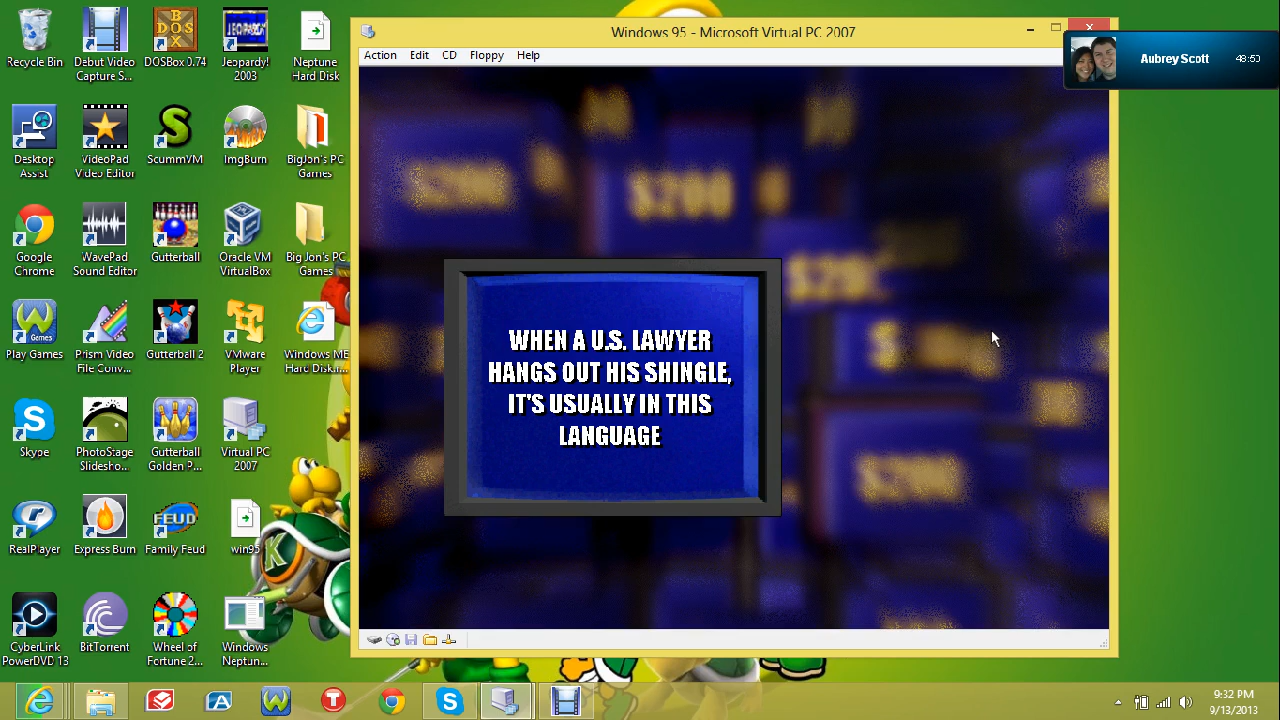 Windows 95 - Microsoft Virtual PC 2007
Action Edit CD Floppy Help
Aubrey Scott 48:50
WHEN A U.S. LAWYER
HANGS OUT HIS SHINGLE,
IT'S USUALLY IN THIS
LANGUAGE
$200
Recycle Bin
Debut Video
Capture S...
DOSBox 0.74
Jeopardy!
2003
Neptune
Hard Disk
Desktop
Assist
VideoPad
Video Editor
ScummVM
ImgBurn
BigJon's PC
Games
Google
Chrome
WavePad
Sound Editor
Gutterball
Oracle VM
VirtualBox
BigJon's PC
Games
Play Games
Prism Video
File Conv...
Gutterball 2
VMware
Player
Windows ME
Hard Disk...
Skype
PhotoStage
Slidesho...
Gutterball
Golden P...
Virtual PC
2007
RealPlayer
Express Burn
Family Feud
win95
CyberLink
PowerDVD 13
BitTorrent
Wheel of
Fortune 2...
Windows
Neptun...
9:32 PM
9/13/2013